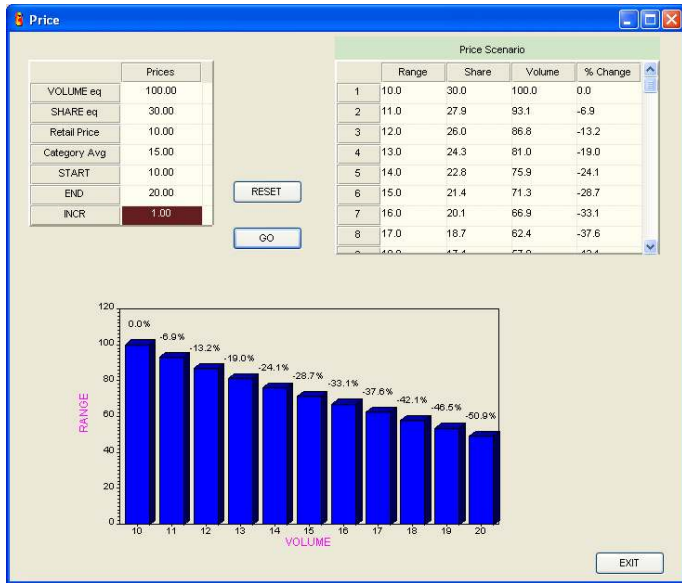 Price
Prices
VOLUME eq 100.00
SHARE eq 30.00
Retail Price 10.00
Category Avg 15.00
START 10.00
END 20.00
INCR 1.00
RESET
GO
Price Scenario
Range Share Volume % Change
1 10.0 30.0 100.0 0.0
2 11.0 27.9 93.1 -6.9
3 12.0 26.0 86.8 -13.2
4 13.0 24.3 81.0 -19.0
5 14.0 22.8 75.9 -24.1
6 15.0 21.4 71.3 -28.7
7 16.0 20.1 66.9 -33.1
8 17.0 18.7 62.4 -37.6
120
100
80
60
40
20
0
RANGE
0.0%
-6.9%
-13.2%
-19.0%
-24.1%
-28.7%
-33.1%
-37.6%
-42.1%
-46.5%
-50.9%
10 11 12 13 14 15 16 17 18 19 20
VOLUME
EXIT